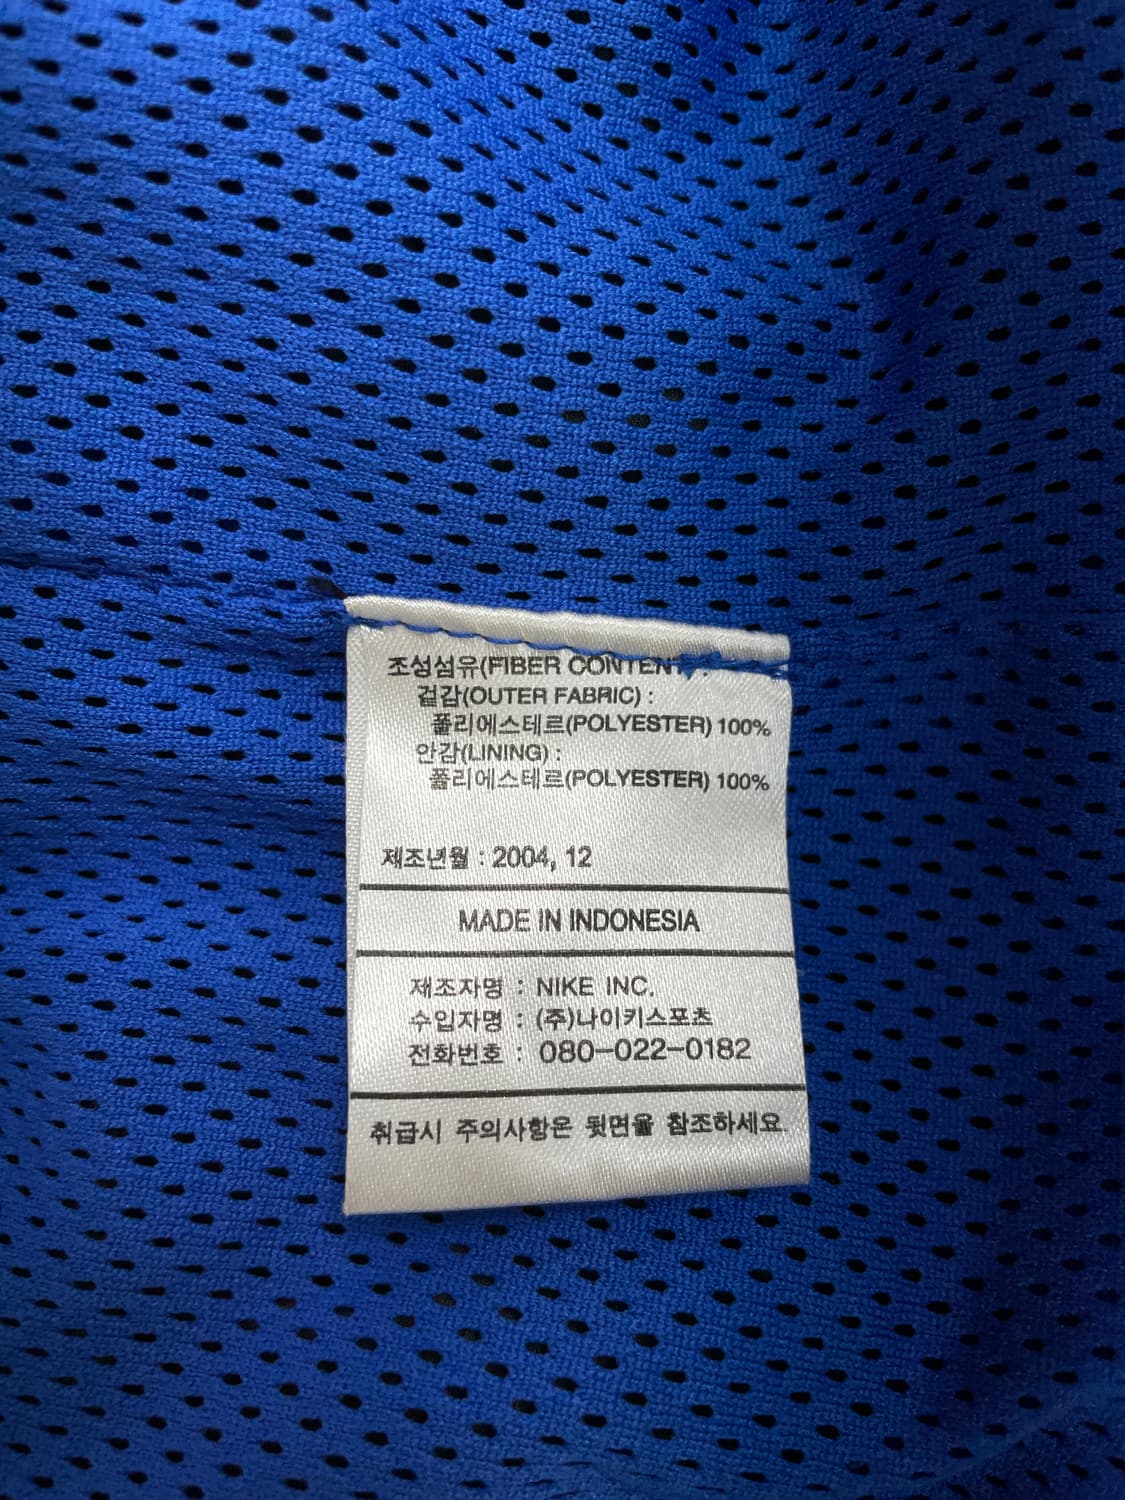 조성섬유(FIBER CONTENT) :
겉감(OUTER FABRIC) :
폴리에스테르(POLYESTER) 100%
안감(LINING) :
폴리에스테르(POLYESTER) 100%
제조년월 : 2004, 12
MADE IN INDONESIA
제조자명 : NIKE INC.
수입자명 : (주)나이키스포츠
전화번호 : 080-022-0182
취급시 주의사항은 뒷면을 참조하세요.